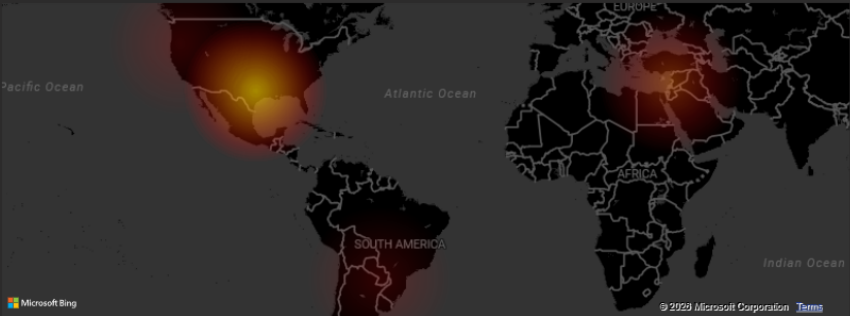 EUROPE
Pacific Ocean
Atlantic Ocean
AFRICA
SOUTH AMERICA
Indian Ocean
Microsoft Bing
© 2026 Microsoft Corporation Terms